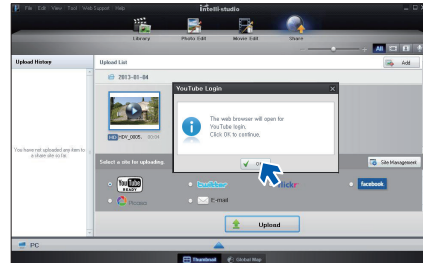 File Edit View Tool Web Support Help
intelli-studio
Library
Photo Edit
Movie Edit
Share
All
Upload History
Upload List
Add
2013-01-04
YouTube Login
The web browser will open for
YouTube login.
Click OK to continue.
HDV_0005.
You have not uploaded any item to
a share site so far.
Select a site for uploading.
Site Management
YouTube
READY
twitter
flickr
facebook
Picasa
E-mail
Upload
PC
Thumbnail
Global Map